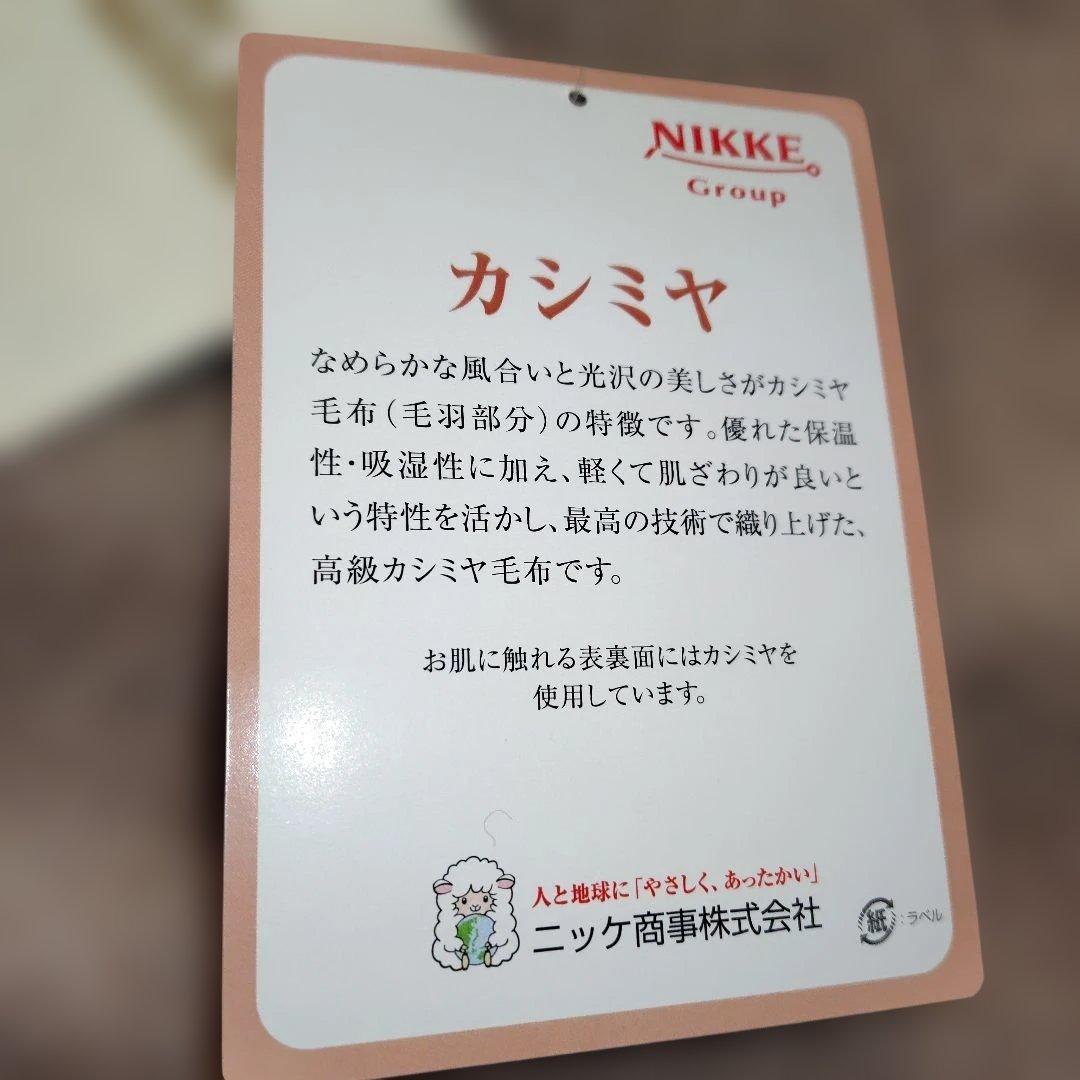 NIKKE
Group
カシミヤ
なめらかな風合いと光沢の美しさがカシミヤ
毛布(毛羽部分)の特徴です。優れた保温
性・吸湿性に加え、軽くて肌ざわりが良いと
いう特性を活かし、最高の技術で織り上げた、
高級カシミヤ毛布です。
お肌に触れる表裏面にはカシミヤを
使用しています。
人と地球に「やさしく、あったかい」
ニッケ商事株式会社
紙:ラベル